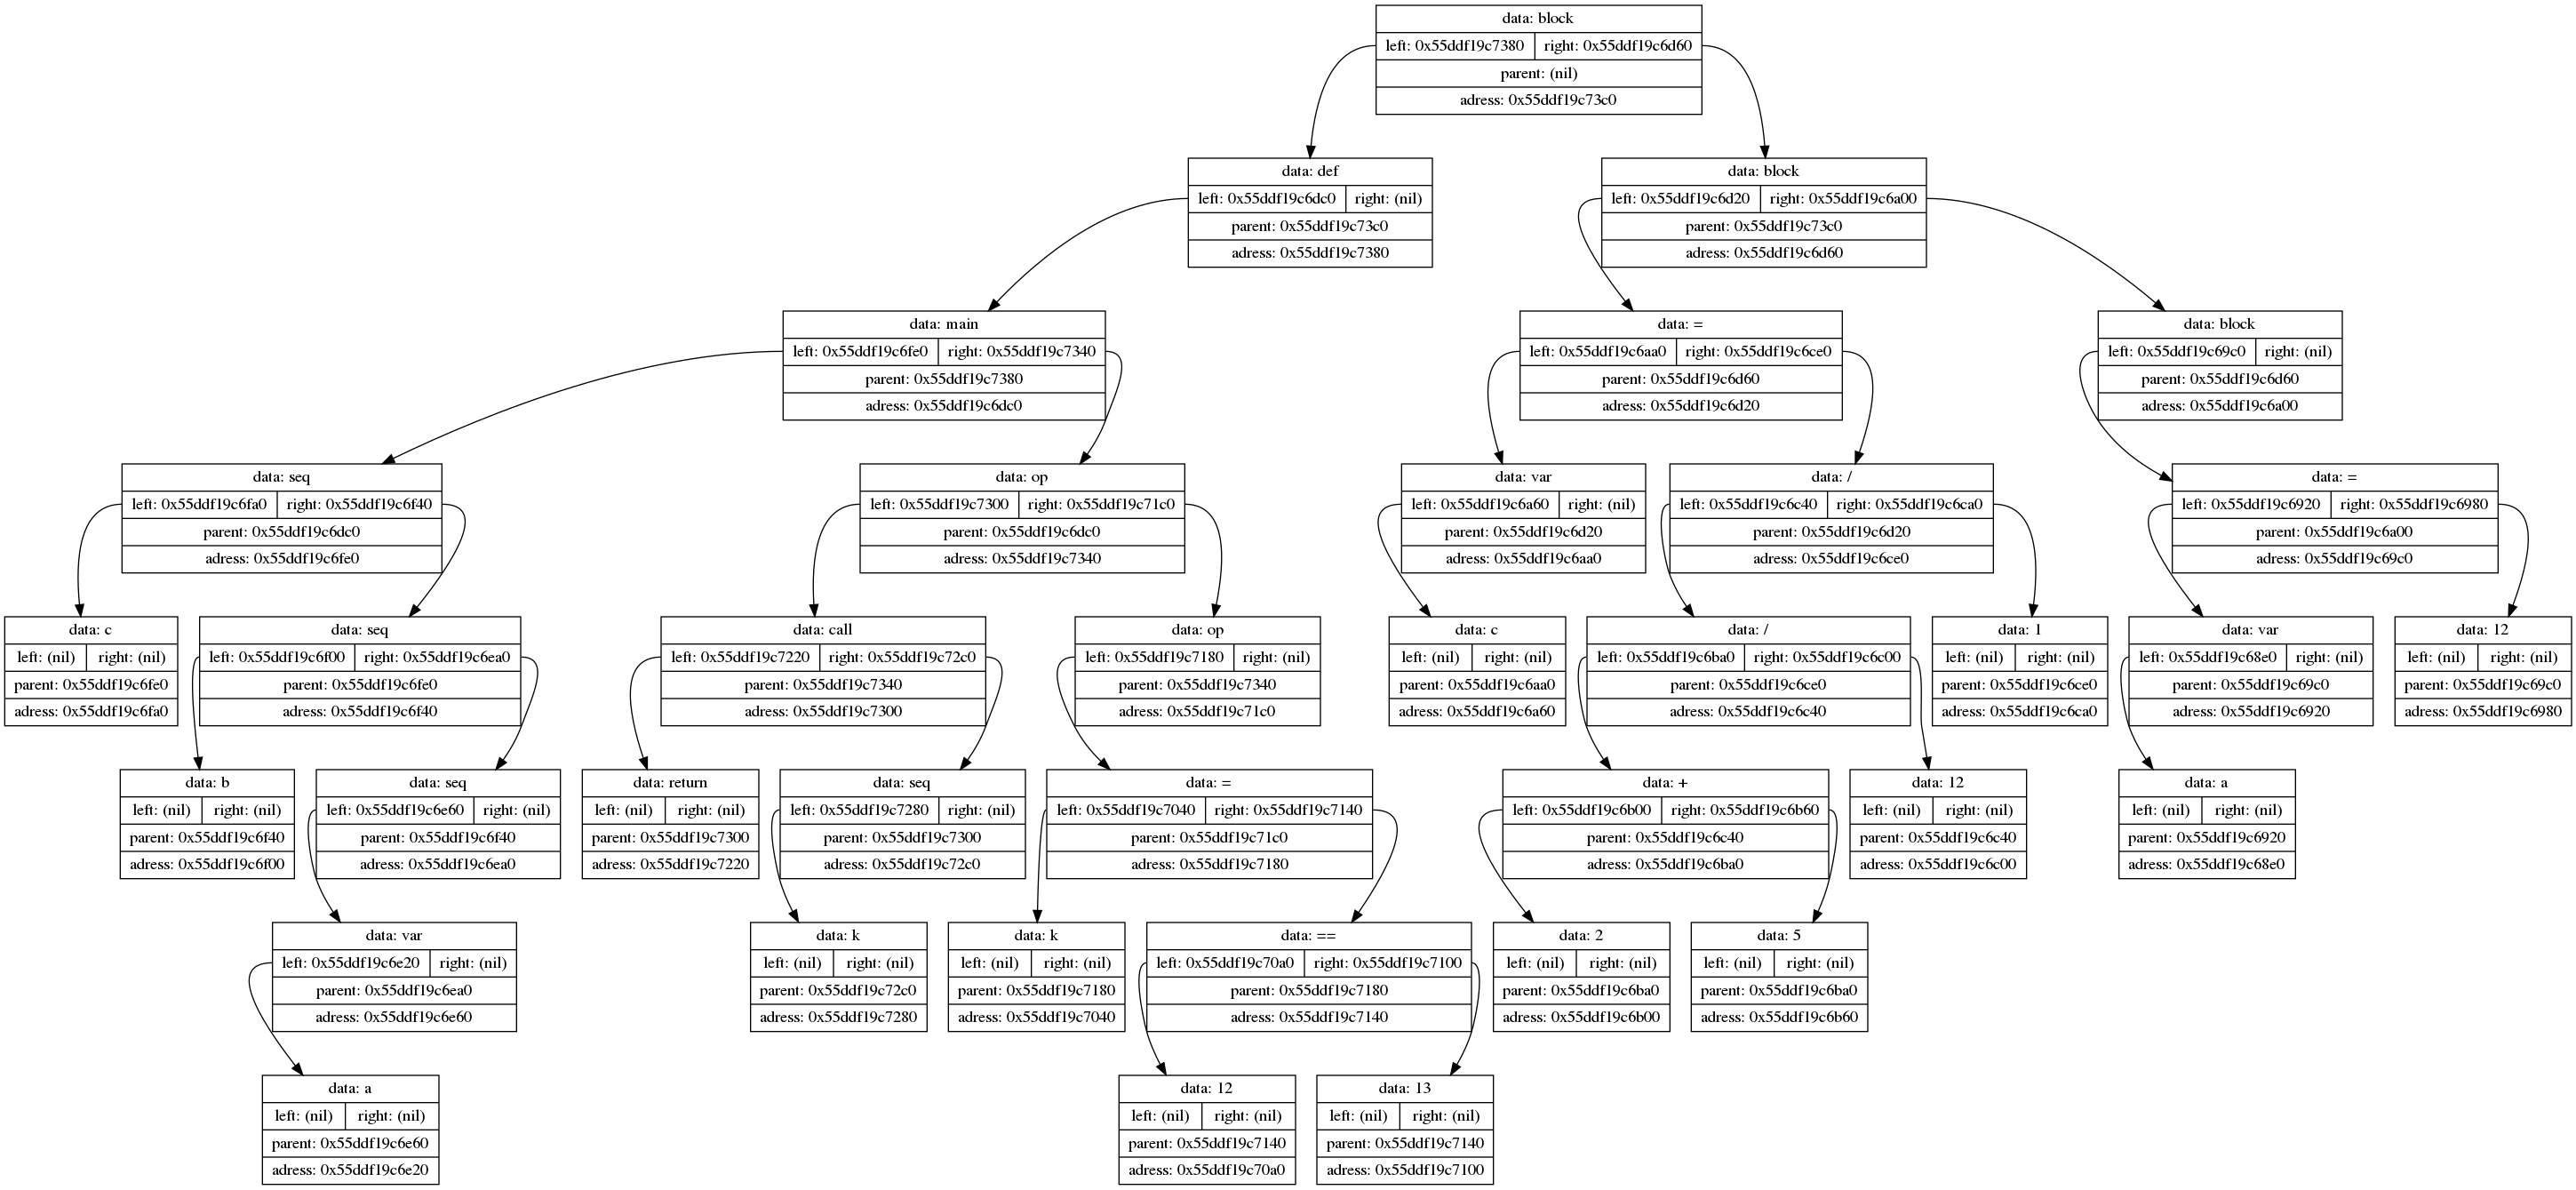 data: block
left: 0x55ddf19c7380 right: 0x55ddf19c6d60
parent: (nil)
adress: 0x55ddf19c73c0
data: def
left: 0x55ddf19c6dc0 right: (nil)
parent: 0x55ddf19c73c0
adress: 0x55ddf19c7380
data: block
left: 0x55ddf19c6d20 right: 0x55ddf19c6a00
parent: 0x55ddf19c73c0
adress: 0x55ddf19c6d60
data: main
left: 0x55ddf19c6fe0 right: 0x55ddf19c7340
parent: 0x55ddf19c7380
adress: 0x55ddf19c6dc0
data: =
left: 0x55ddf19c6aa0 right: 0x55ddf19c6ce0
parent: 0x55ddf19c6d60
adress: 0x55ddf19c6d20
data: block
left: 0x55ddf19c69c0 right: (nil)
parent: 0x55ddf19c6d60
adress: 0x55ddf19c6a00
data: seq
left: 0x55ddf19c6fa0 right: 0x55ddf19c6f40
parent: 0x55ddf19c6dc0
adress: 0x55ddf19c6fe0
data: op
left: 0x55ddf19c7300 right: 0x55ddf19c71c0
parent: 0x55ddf19c6dc0
adress: 0x55ddf19c7340
data: var
left: 0x55ddf19c6a60 right: (nil)
parent: 0x55ddf19c6d20
adress: 0x55ddf19c6aa0
data: /
left: 0x55ddf19c6c40 right: 0x55ddf19c6ca0
parent: 0x55ddf19c6d20
adress: 0x55ddf19c6ce0
data: =
left: 0x55ddf19c6920 right: 0x55ddf19c6980
parent: 0x55ddf19c6a00
adress: 0x55ddf19c69c0
data: c
left: (nil) right: (nil)
parent: 0x55ddf19c6fe0
adress: 0x55ddf19c6fa0
data: seq
left: 0x55ddf19c6f00 right: 0x55ddf19c6ea0
parent: 0x55ddf19c6fe0
adress: 0x55ddf19c6f40
data: call
left: 0x55ddf19c7220 right: 0x55ddf19c72c0
parent: 0x55ddf19c7340
adress: 0x55ddf19c7300
data: op
left: 0x55ddf19c7180 right: (nil)
parent: 0x55ddf19c7340
adress: 0x55ddf19c71c0
data: c
left: (nil) right: (nil)
parent: 0x55ddf19c6aa0
adress: 0x55ddf19c6a60
data: /
left: 0x55ddf19c6ba0 right: 0x55ddf19c6c00
parent: 0x55ddf19c6ce0
adress: 0x55ddf19c6c40
data: 1
left: (nil) right: (nil)
parent: 0x55ddf19c6ce0
adress: 0x55ddf19c6ca0
data: var
left: 0x55ddf19c68e0 right: (nil)
parent: 0x55ddf19c69c0
adress: 0x55ddf19c6920
data: 12
left: (nil) right: (nil)
parent: 0x55ddf19c69c0
adress: 0x55ddf19c6980
data: b
left: (nil) right: (nil)
parent: 0x55ddf19c6f40
adress: 0x55ddf19c6f00
data: seq
left: 0x55ddf19c6e60 right: (nil)
parent: 0x55ddf19c6f40
adress: 0x55ddf19c6ea0
data: return
left: (nil) right: (nil)
parent: 0x55ddf19c7300
adress: 0x55ddf19c7220
data: seq
left: 0x55ddf19c7280 right: (nil)
parent: 0x55ddf19c7300
adress: 0x55ddf19c72c0
data: =
left: 0x55ddf19c7040 right: 0x55ddf19c7140
parent: 0x55ddf19c71c0
adress: 0x55ddf19c7180
data: +
left: 0x55ddf19c6b00 right: 0x55ddf19c6b60
parent: 0x55ddf19c6c40
adress: 0x55ddf19c6ba0
data: 12
left: (nil) right: (nil)
parent: 0x55ddf19c6c40
adress: 0x55ddf19c6c00
data: a
left: (nil) right: (nil)
parent: 0x55ddf19c6920
adress: 0x55ddf19c68e0
data: var
left: 0x55ddf19c6e20 right: (nil)
parent: 0x55ddf19c6ea0
adress: 0x55ddf19c6e60
data: k
left: (nil) right: (nil)
parent: 0x55ddf19c72c0
adress: 0x55ddf19c7280
data: k
left: (nil) right: (nil)
parent: 0x55ddf19c7180
adress: 0x55ddf19c7040
data: ==
left: 0x55ddf19c70a0 right: 0x55ddf19c7100
parent: 0x55ddf19c7180
adress: 0x55ddf19c7140
data: 2
left: (nil) right: (nil)
parent: 0x55ddf19c6ba0
adress: 0x55ddf19c6b00
data: 5
left: (nil) right: (nil)
parent: 0x55ddf19c6ba0
adress: 0x55ddf19c6b60
data: a
left: (nil) right: (nil)
parent: 0x55ddf19c6e60
adress: 0x55ddf19c6e20
data: 12
left: (nil) right: (nil)
parent: 0x55ddf19c7140
adress: 0x55ddf19c70a0
data: 13
left: (nil) right: (nil)
parent: 0x55ddf19c7140
adress: 0x55ddf19c7100